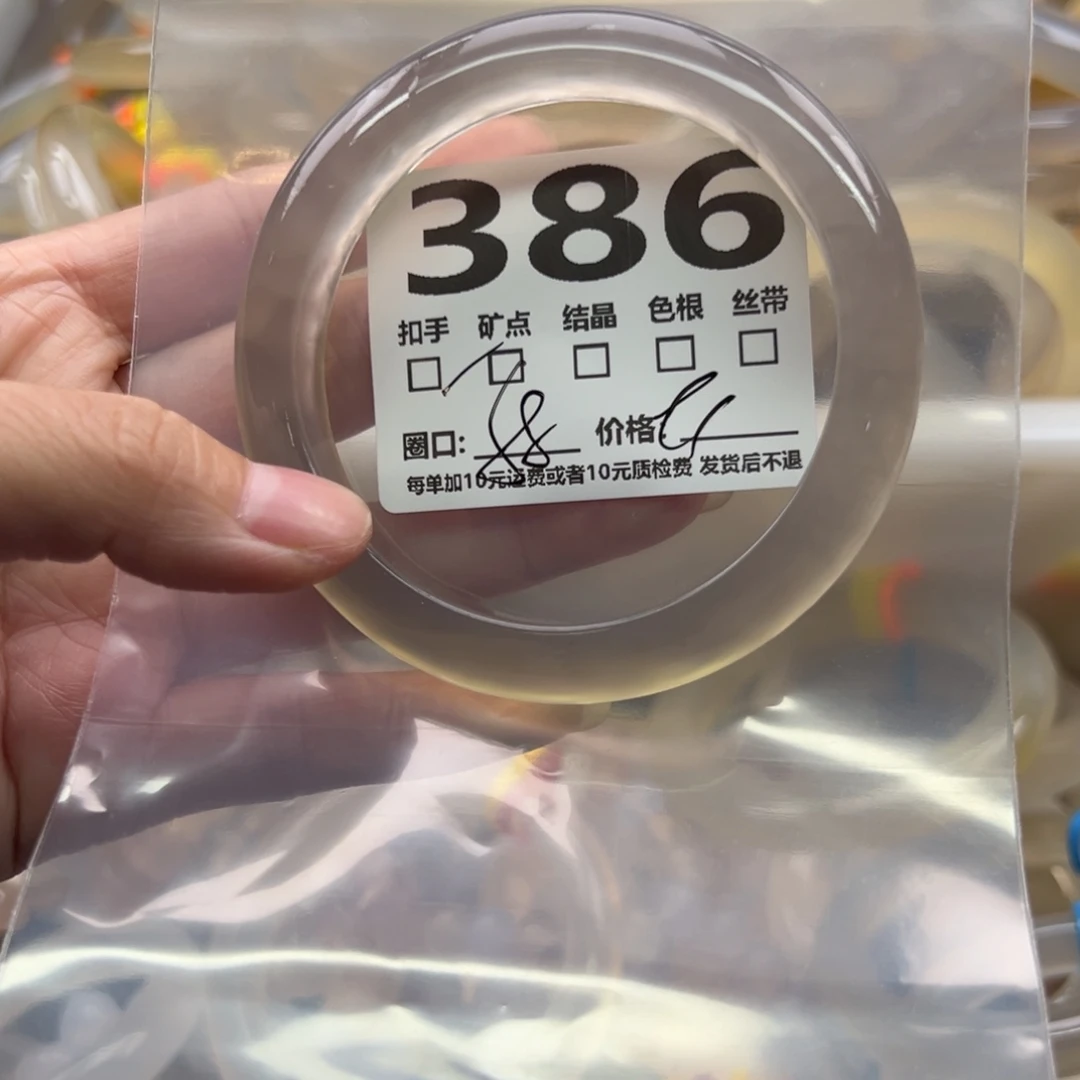 386
扣手 矿点 结晶 色根 丝带
圈口: 58 价格:
每单加10元运费或者10元质检费 发货后不退